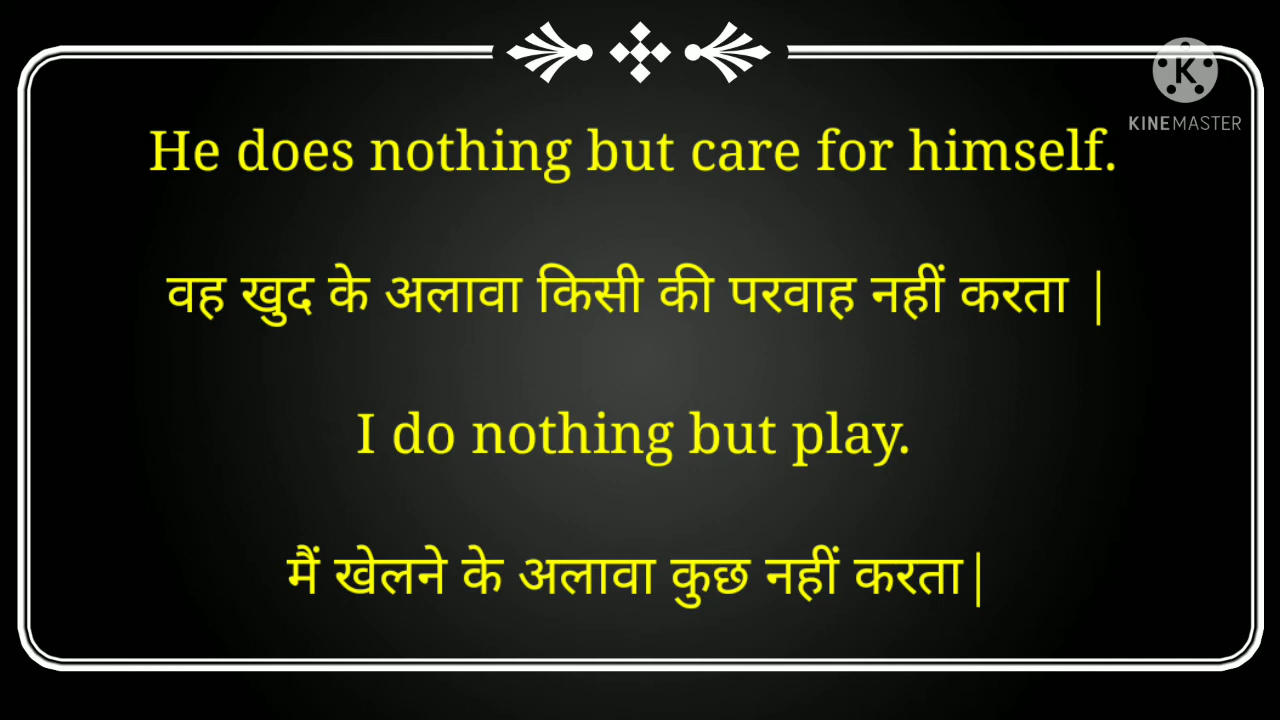 K
KINEMASTER
He does nothing but care for himself.
वह खुद के अलावा किसी की परवाह नहीं करता |
I do nothing but play.
मैं खेलने के अलावा कुछ नहीं करता|